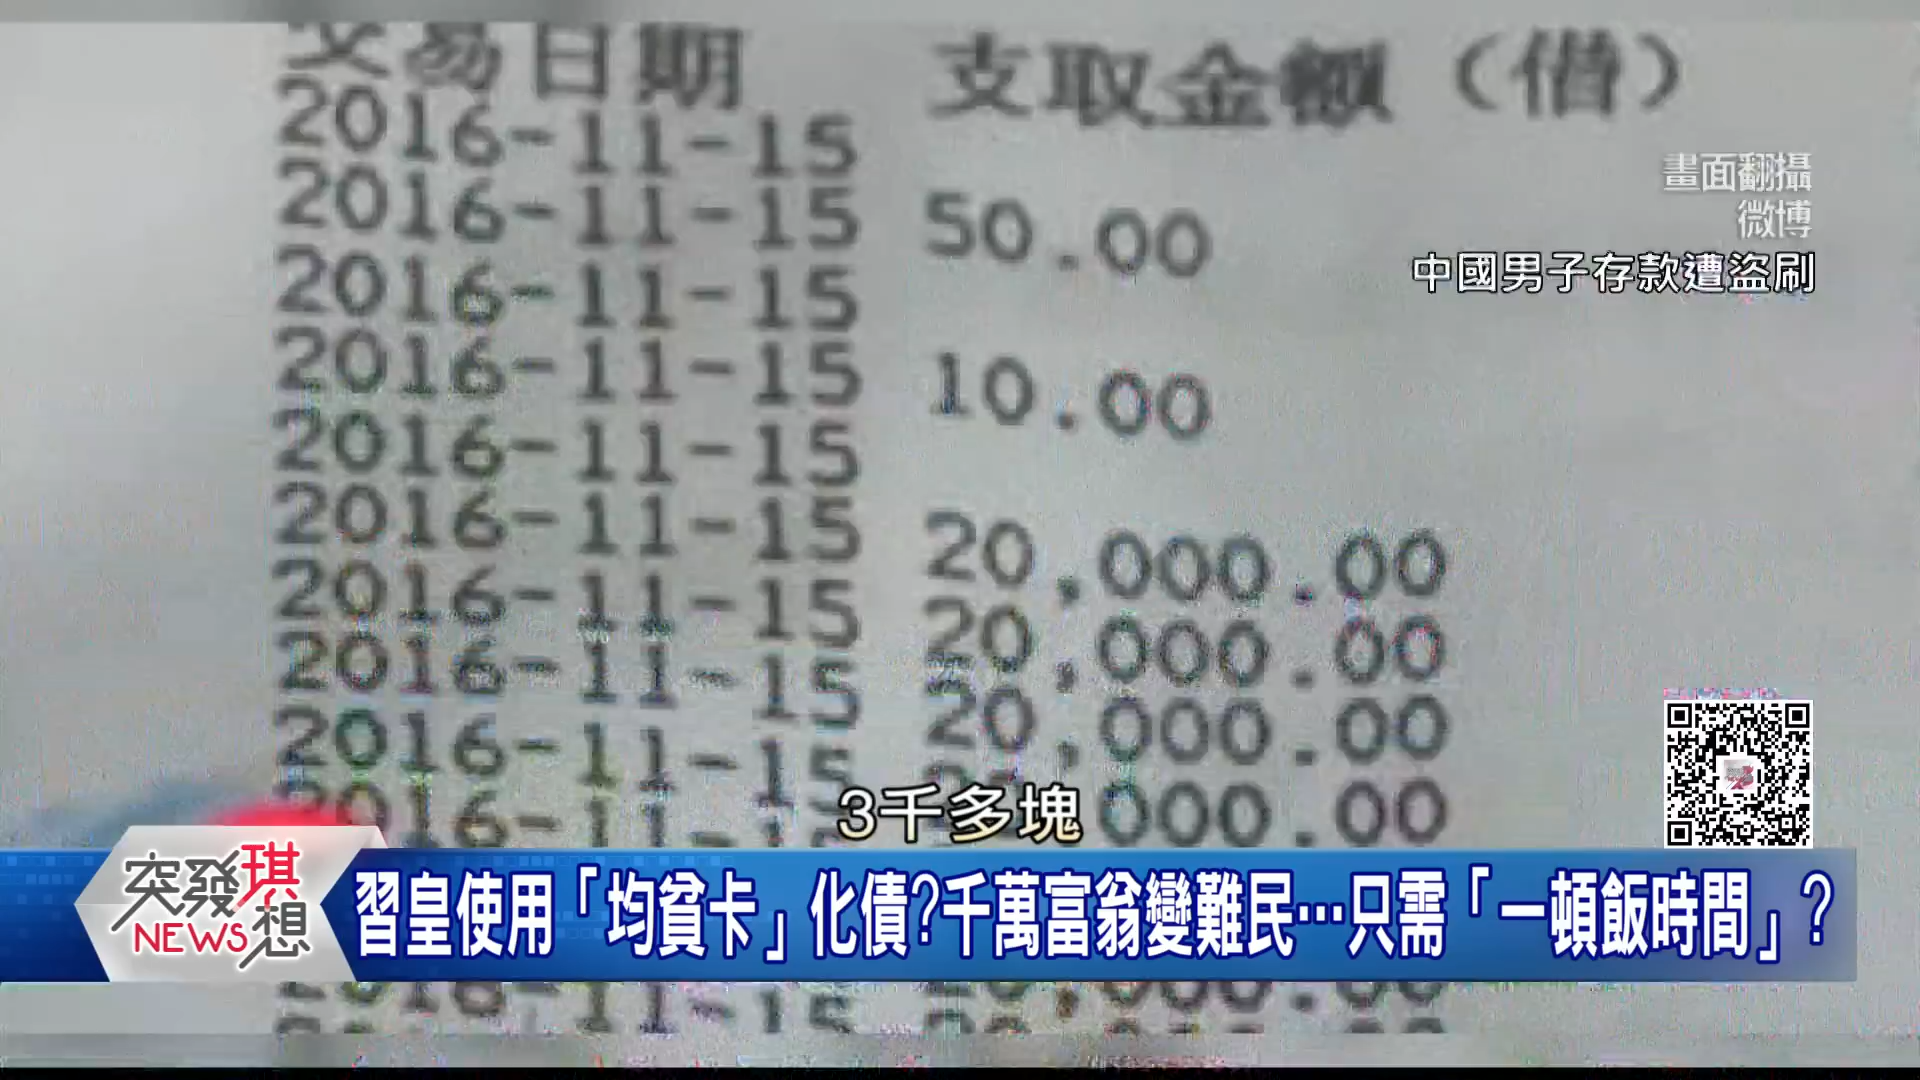 交易日期 支取金额（借）
2016-11-15
2016-11-15 50.00
2016-11-15
2016-11-15 10.00
2016-11-15
2016-11-15 20,000.00
2016-11-15 20,000.00
2016-11-15 20,000.00
2016-11-15 000.00
畫面翻攝
微博
中國男子存款遭盜刷
3千多塊
突發琪想
NEWS
習皇使用「均貧卡」化債?千萬富翁變難民…只需「一頓飯時間」?